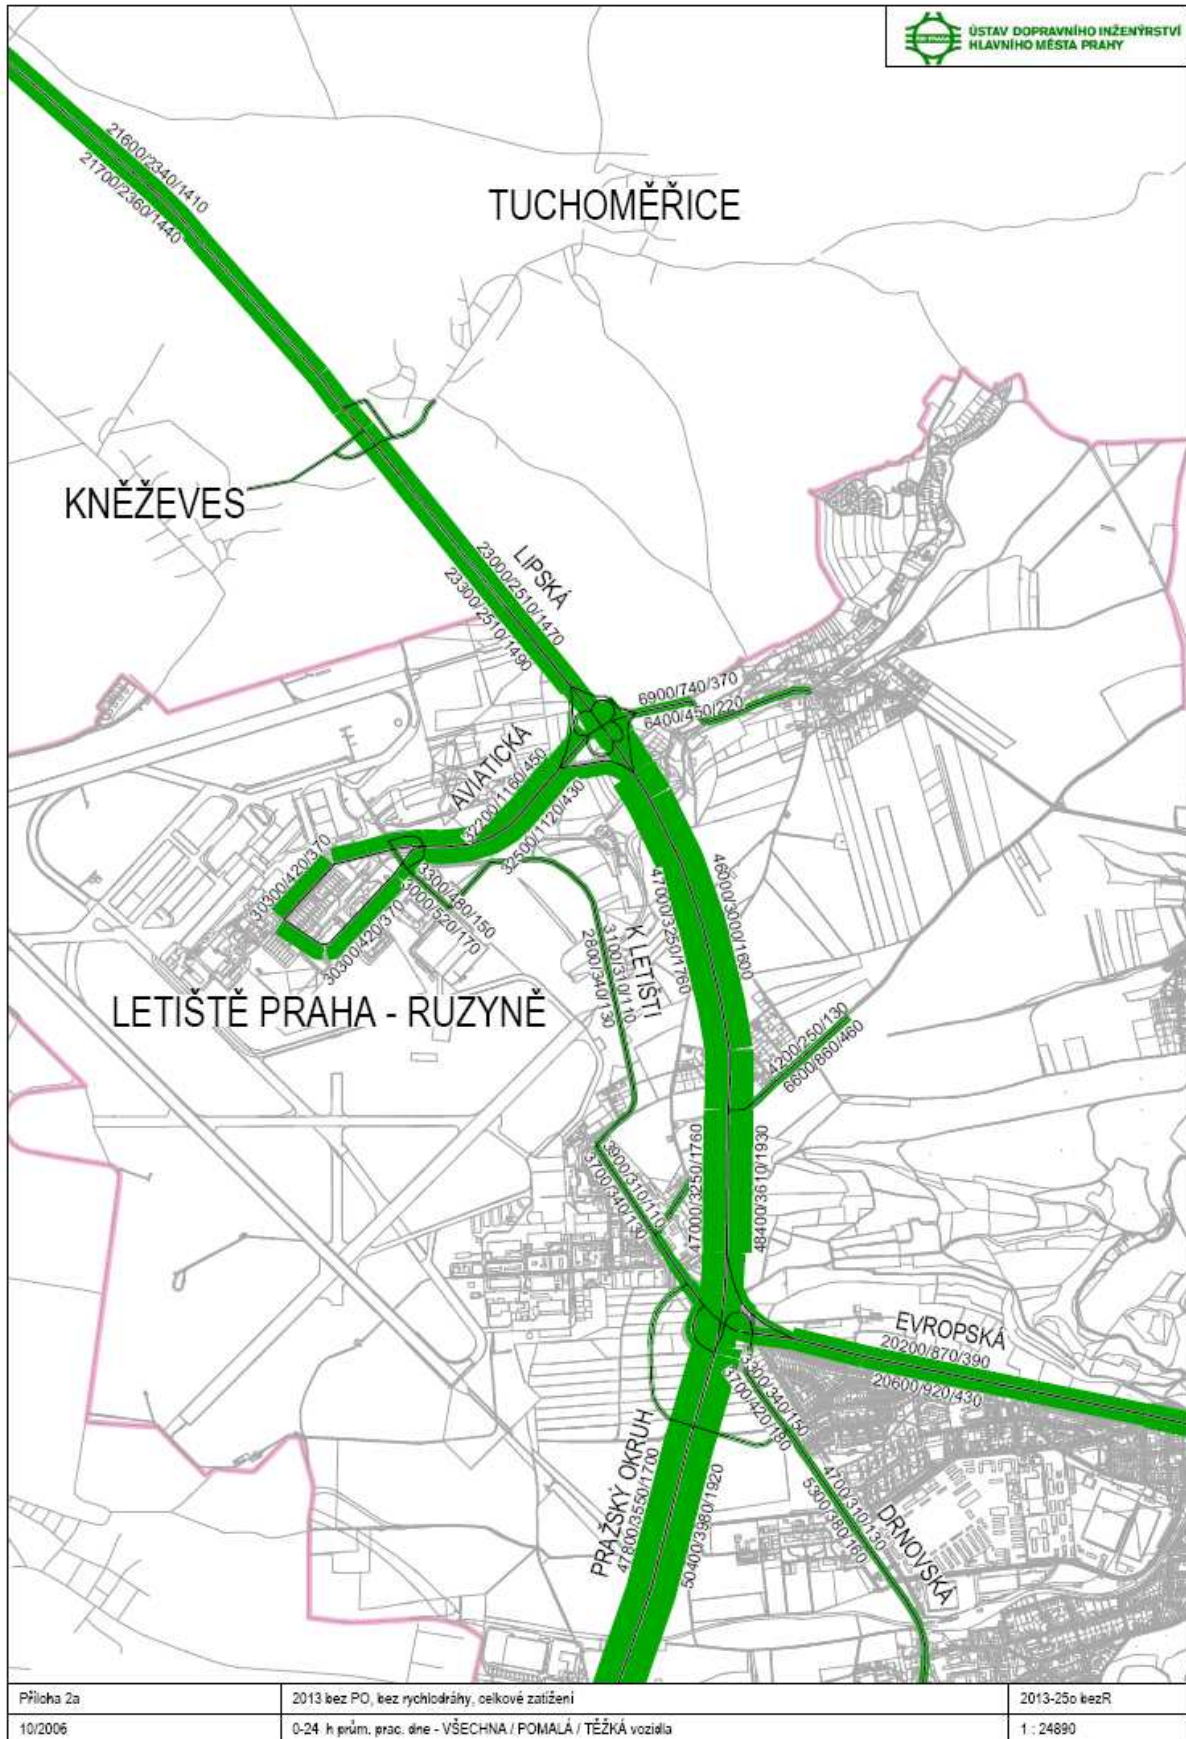 ÚSTAV DOPRAVNÍHO INŽENÝRSTVÍ
HLAVNÍHO MĚSTA PRAHY
21600/2340/1410
21700/2360/1440
TUCHOMĚŘICE
KNĚŽEVES
LIPSKÁ
23000/2510/1470
23300/2510/1490
6900/740/370
6400/450/220
AVIATICKÁ
32200/1160/450
32500/1120/430
30300/420/370
30300/420/370
3300/480/150
3000/520/170
46000/3000/1600
47000/3250/1760
K LETIŠTI
3100/310/110
2800/340/130
LETIŠTĚ PRAHA - RUZYNĚ
4200/250/130
6600/860/460
3900/310/110
3700/340/130
47000/3250/1760
48400/3610/1930
EVROPSKÁ
20200/870/390
20600/920/430
3300/340/150
3700/420/190
PRAŽSKÝ OKRUH
47800/3550/1700
50400/3980/1920
4700/310/130
5300/380/160
DRNOVSKÁ
Příloha 2a
2013 bez PO, bez rychlodráhy, celkové zatížení
2013-25o bezR
10/2006
0-24 h prům. prac. dne - VŠECHNA / POMALÁ / TĚŽKÁ vozidla
1 : 24890